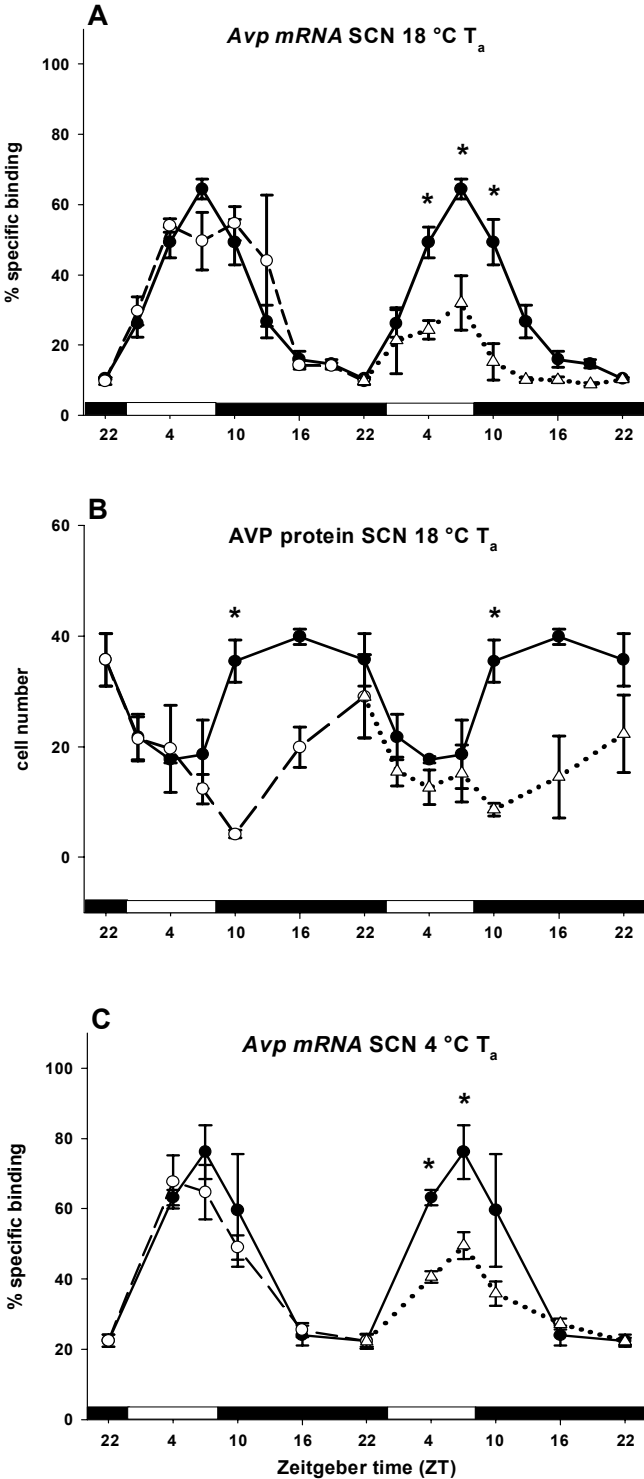 A
Avp mRNA SCN 18 °C Ta
100
80
60
40
20
0
% specific binding
* * *
22 4 10 16 22 4 10 16 22
B
AVP protein SCN 18 °C Ta
60
40
20
0
cell number
* *
22 4 10 16 22 4 10 16 22
C
Avp mRNA SCN 4 °C Ta
100
80
60
40
20
0
% specific binding
* *
22 4 10 16 22 4 10 16 22
Zeitgeber time (ZT)